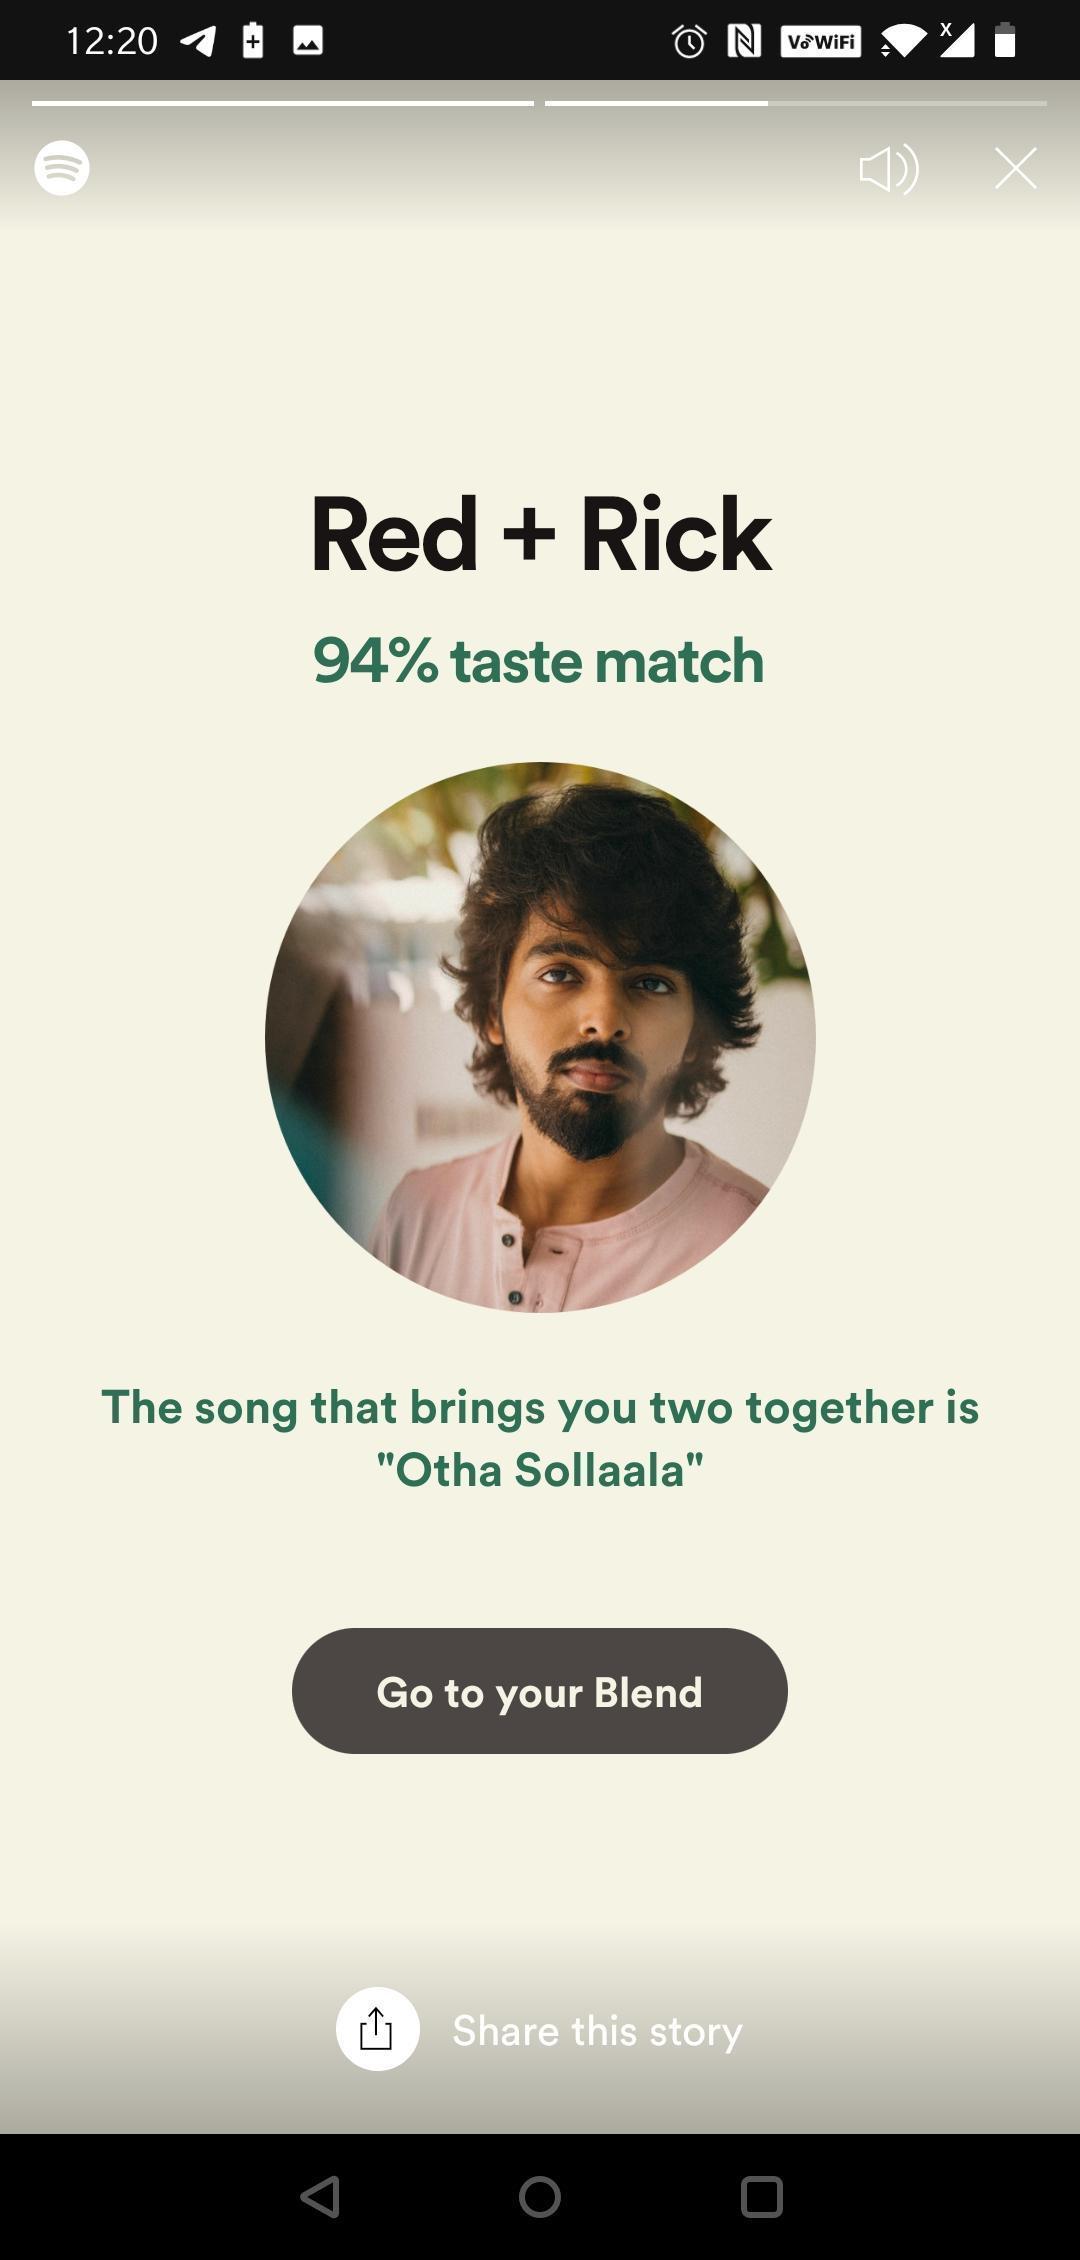 12:20
VoWiFi
X
Red + Rick
94% taste match
The song that brings you two together is
"Otha Sollaala"
Go to your Blend
Share this story